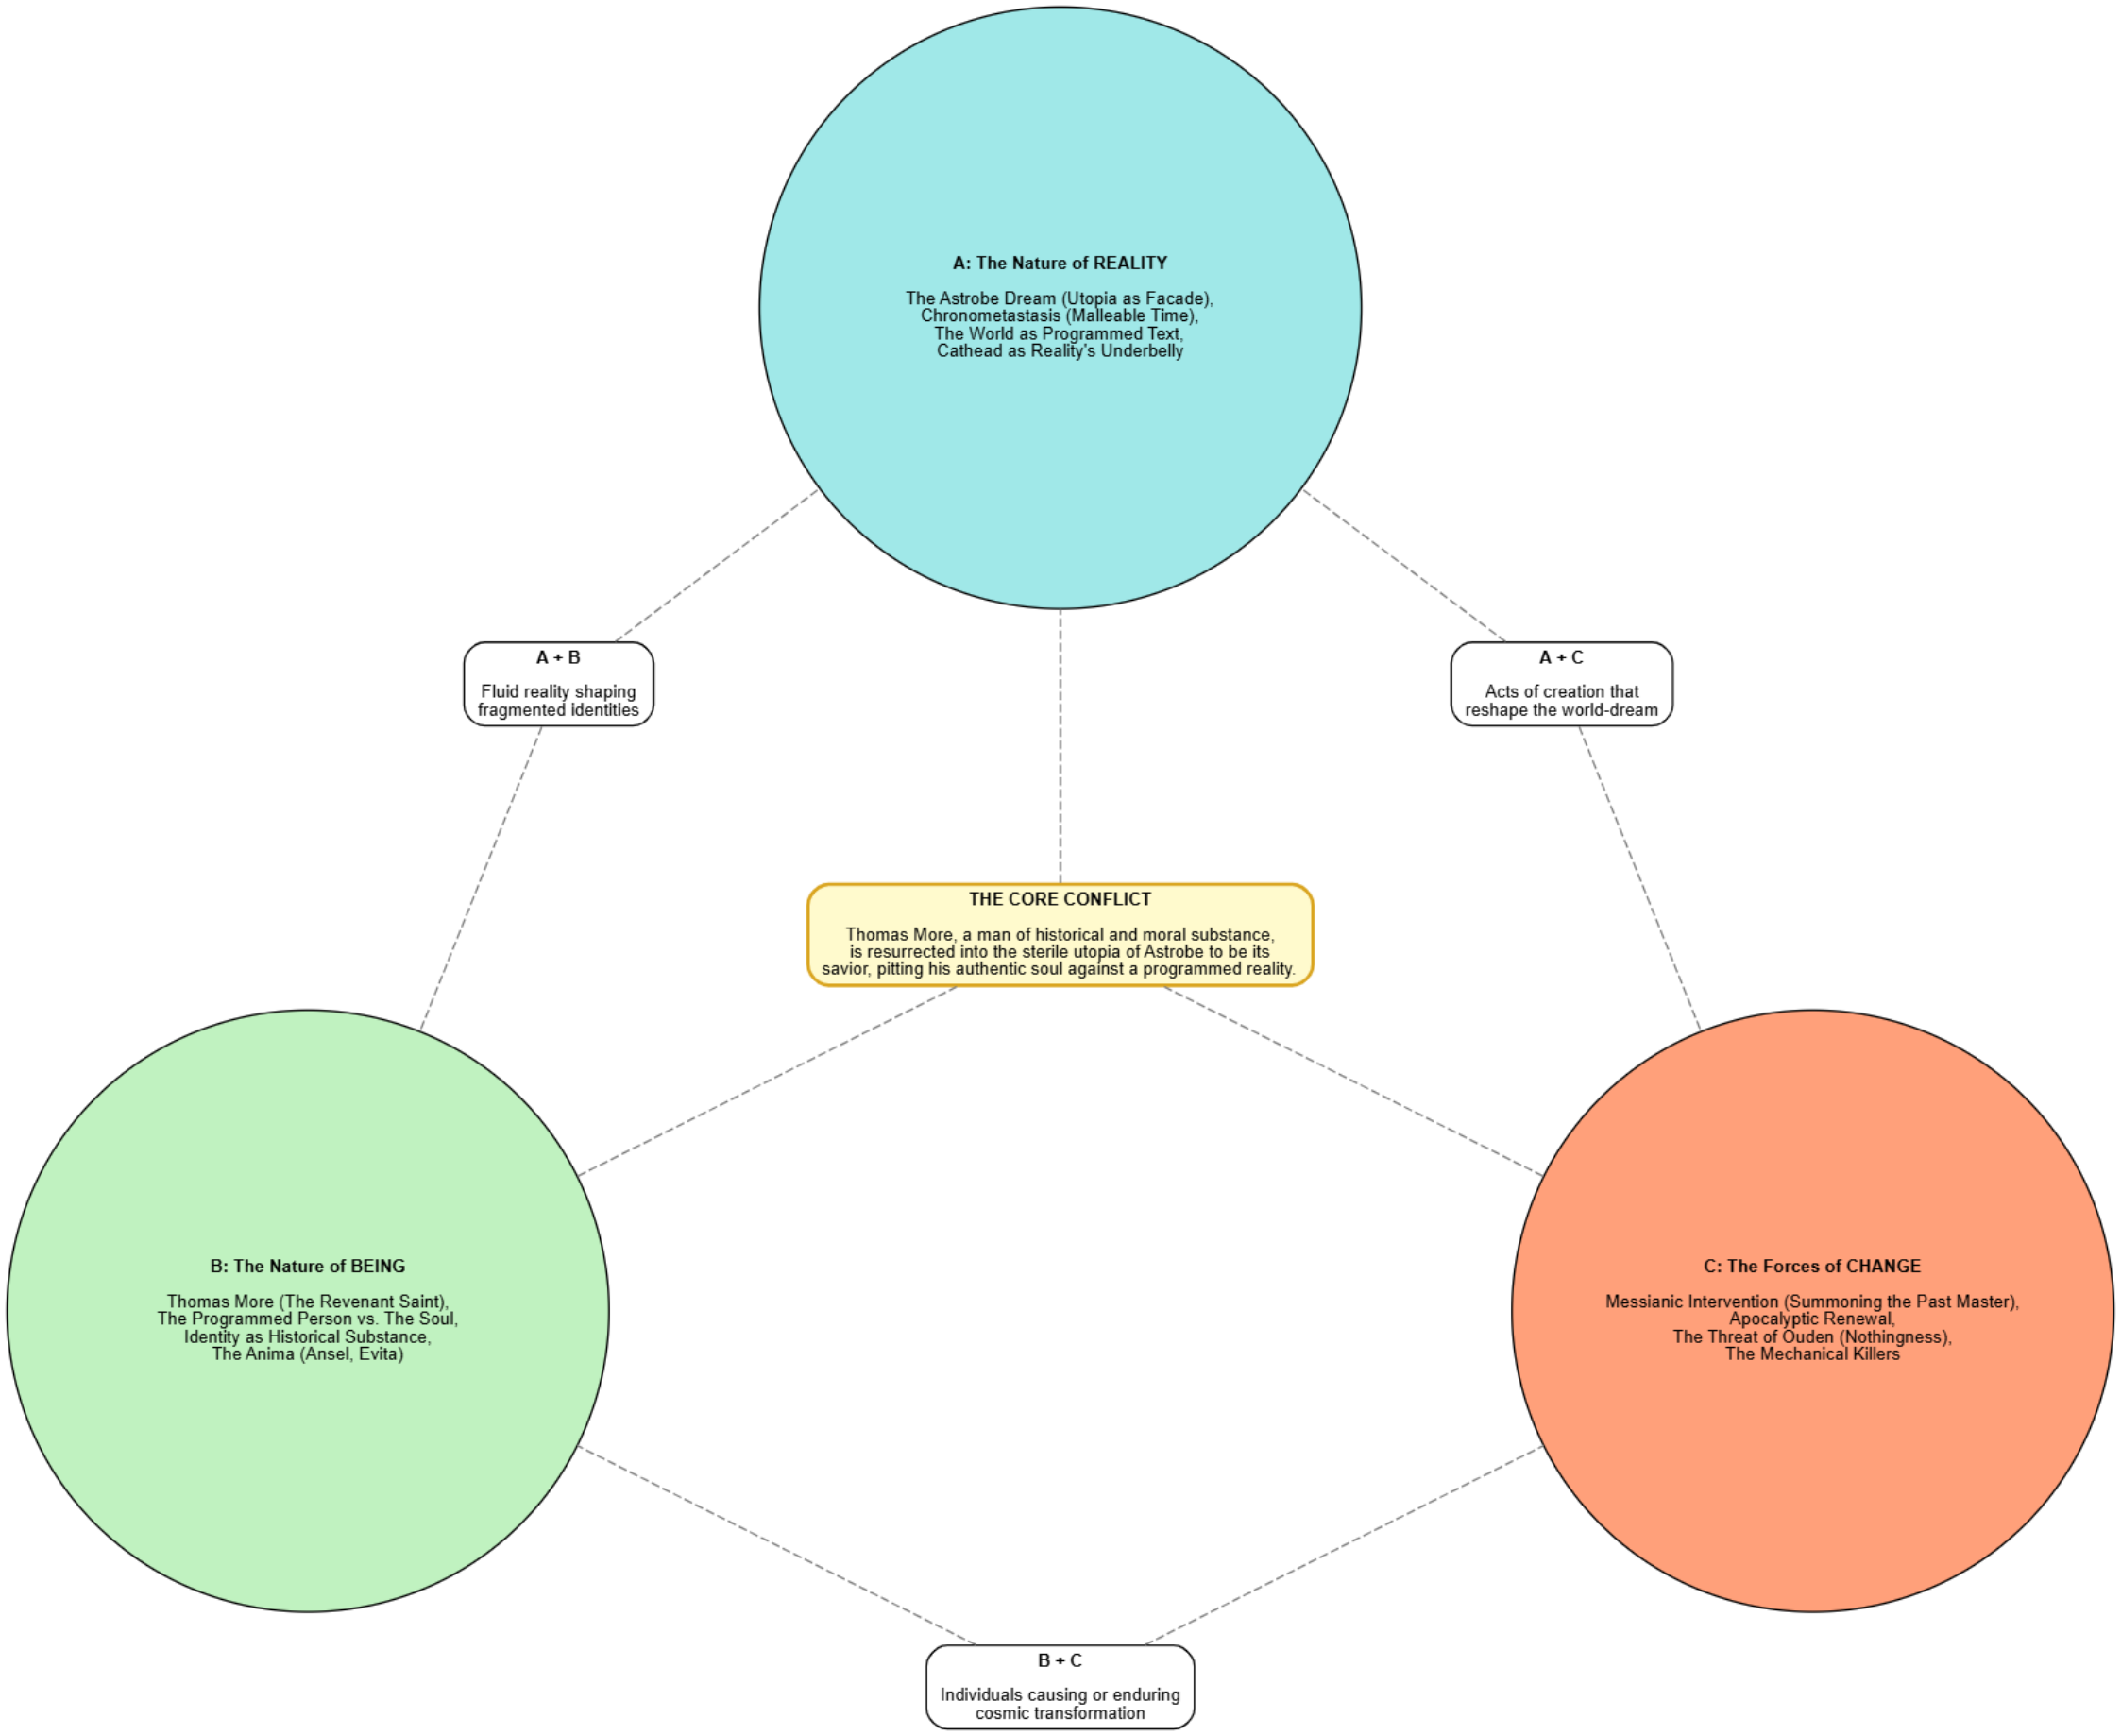 A: The Nature of REALITY
The Astrobe Dream (Utopia as Facade),
Chronometastasis (Malleable Time),
The World as Programmed Text,
Cathead as Reality's Underbelly
A + B
Fluid reality shaping
fragmented identities
A + C
Acts of creation that
reshape the world-dream
THE CORE CONFLICT
Thomas More, a man of historical and moral substance,
is resurrected into the sterile utopia of Astrobe to be its
savior, pitting his authentic soul against a programmed reality.
B: The Nature of BEING
Thomas More (The Revenant Saint),
The Programmed Person vs. The Soul,
Identity as Historical Substance,
The Anima (Ansel, Evita)
C: The Forces of CHANGE
Messianic Intervention (Summoning the Past Master),
Apocalyptic Renewal,
The Threat of Ouden (Nothingness),
The Mechanical Killers
B + C
Individuals causing or enduring
cosmic transformation